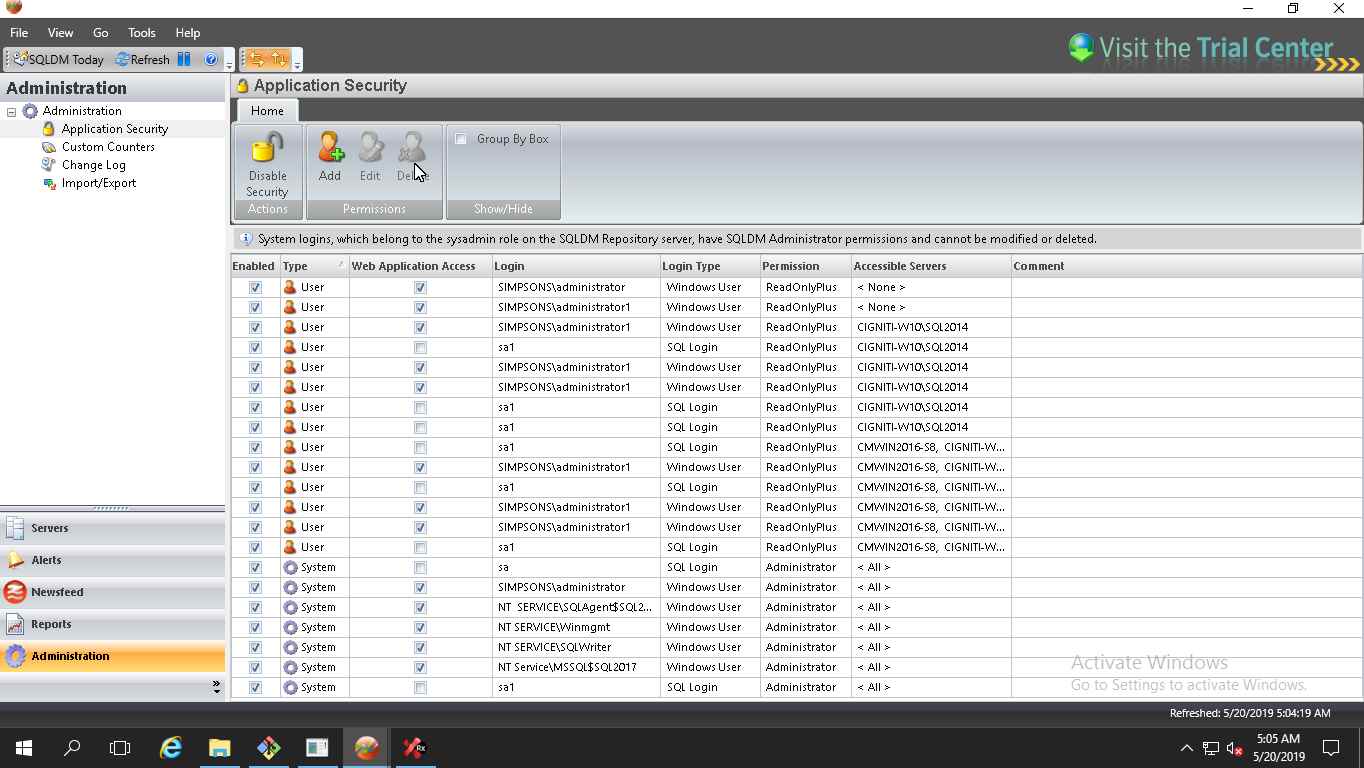 File View Go Tools Help
SQLDM Today Refresh
Visit the Trial Center
Administration
Application Security
Administration
Application Security
Custom Counters
Change Log
Import/Export
Home
Disable Security
Add
Edit
Group By Box
Actions
Permissions
Show/Hide
System logins, which belong to the sysadmin role on the SQLDM Repository server, have SQLDM Administrator permissions and cannot be modified or deleted.
Enabled Type Web Application Access Login Login Type Permission Accessible Servers Comment
User SIMPSONS\administrator Windows User ReadOnlyPlus < None >
User SIMPSONS\administrator1 Windows User ReadOnlyPlus < None >
User SIMPSONS\administrator1 Windows User ReadOnlyPlus CIGNITI-W10\SQL2014
User sa1 SQL Login ReadOnlyPlus CIGNITI-W10\SQL2014
User SIMPSONS\administrator1 Windows User ReadOnlyPlus CIGNITI-W10\SQL2014
User SIMPSONS\administrator1 Windows User ReadOnlyPlus CIGNITI-W10\SQL2014
User sa1 SQL Login ReadOnlyPlus CIGNITI-W10\SQL2014
User sa1 SQL Login ReadOnlyPlus CIGNITI-W10\SQL2014
User sa1 SQL Login ReadOnlyPlus CMWIN2016-S8, CIGNITI-W...
User SIMPSONS\administrator1 Windows User ReadOnlyPlus CMWIN2016-S8, CIGNITI-W...
User sa1 SQL Login ReadOnlyPlus CMWIN2016-S8, CIGNITI-W...
User SIMPSONS\administrator1 Windows User ReadOnlyPlus CMWIN2016-S8, CIGNITI-W...
User SIMPSONS\administrator1 Windows User ReadOnlyPlus CMWIN2016-S8, CIGNITI-W...
User sa1 SQL Login ReadOnlyPlus CMWIN2016-S8, CIGNITI-W...
System sa SQL Login Administrator < All >
System SIMPSONS\administrator Windows User Administrator < All >
System NT SERVICE\SQLAgent$SQL2... Windows User Administrator < All >
System NT SERVICE\Winmgmt Windows User Administrator < All >
System NT SERVICE\SQLWriter Windows User Administrator < All >
System NT Service\MSSQL$SQL2017 Windows User Administrator < All >
System sa1 SQL Login Administrator < All >
Servers
Alerts
Newsfeed
Reports
Administration
Activate Windows
Go to Settings to activate Windows.
Refreshed: 5/20/2019 5:04:19 AM
Rx
5:05 AM
5/20/2019